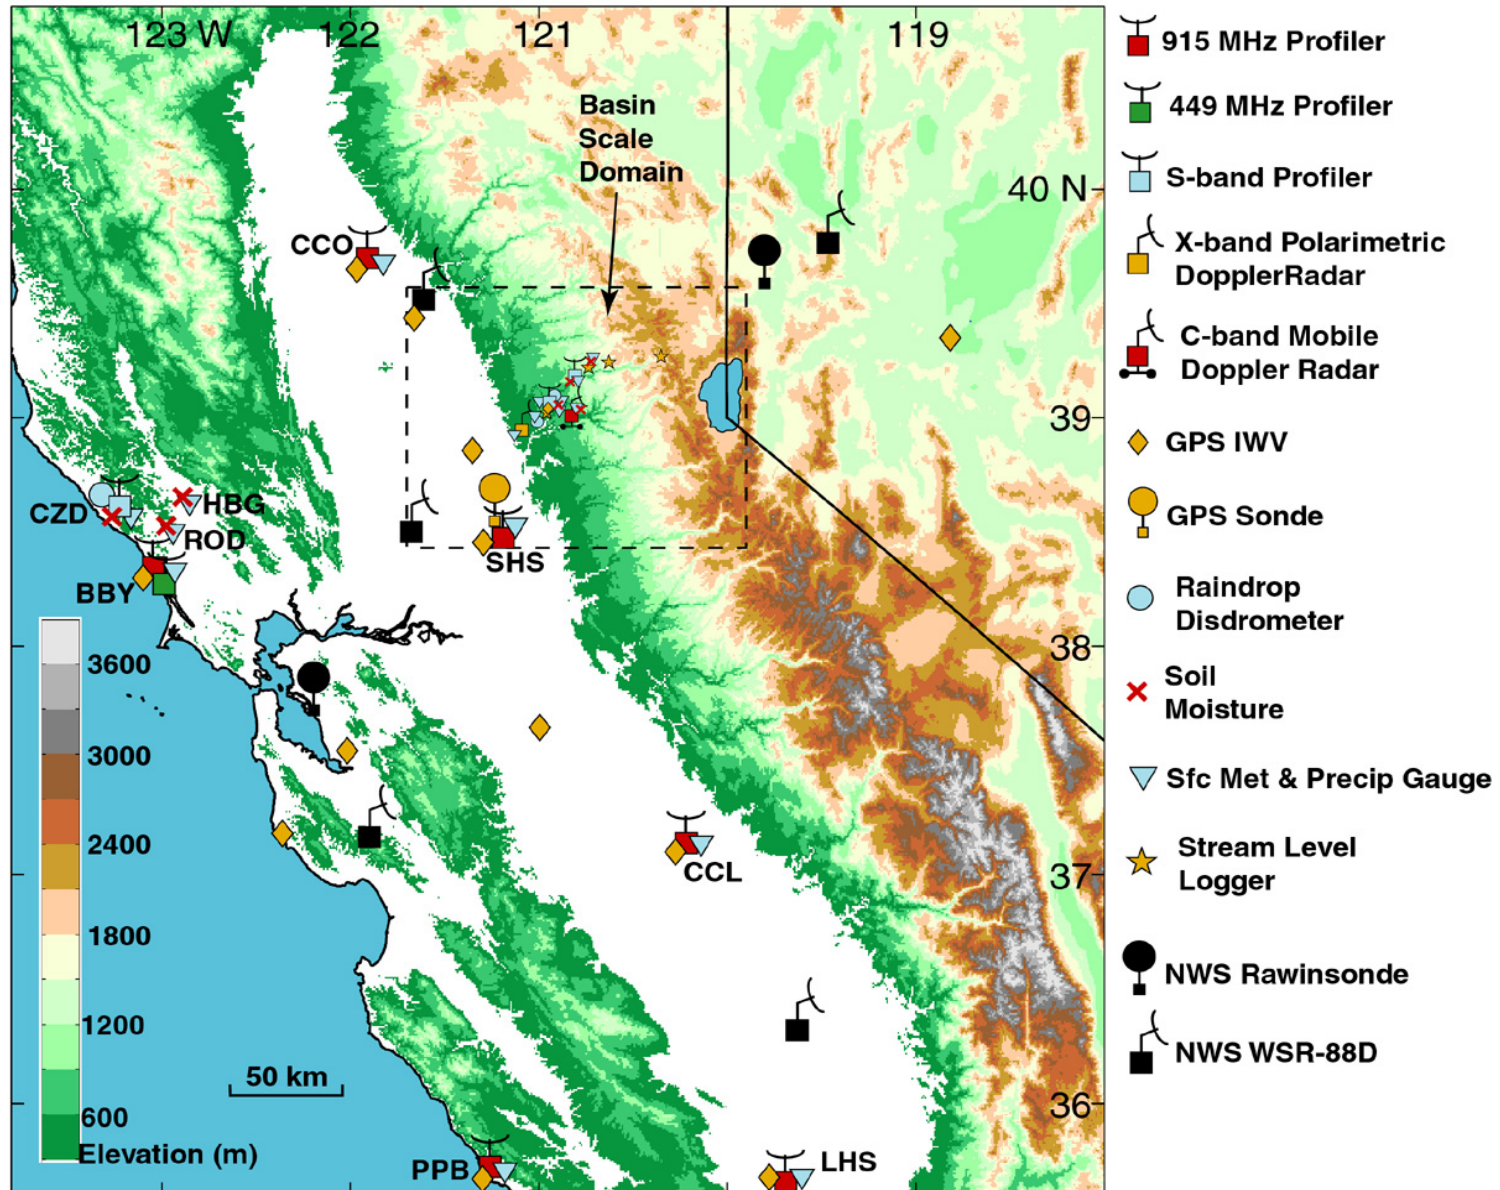 123 W
122
121
119
Basin
Scale
Domain
40 N
CCO
39
CZD
HBG
ROD
SHS
BBY
38
3600
3000
2400
1800
1200
600
Elevation (m)
CCL
37
50 km
36
PPB
LHS
915 MHz Profiler
449 MHz Profiler
S-band Profiler
X-band Polarimetric
DopplerRadar
C-band Mobile
Doppler Radar
GPS IWV
GPS Sonde
Raindrop
Disdrometer
Soil
Moisture
Sfc Met & Precip Gauge
Stream Level
Logger
NWS Rawinsonde
NWS WSR-88D